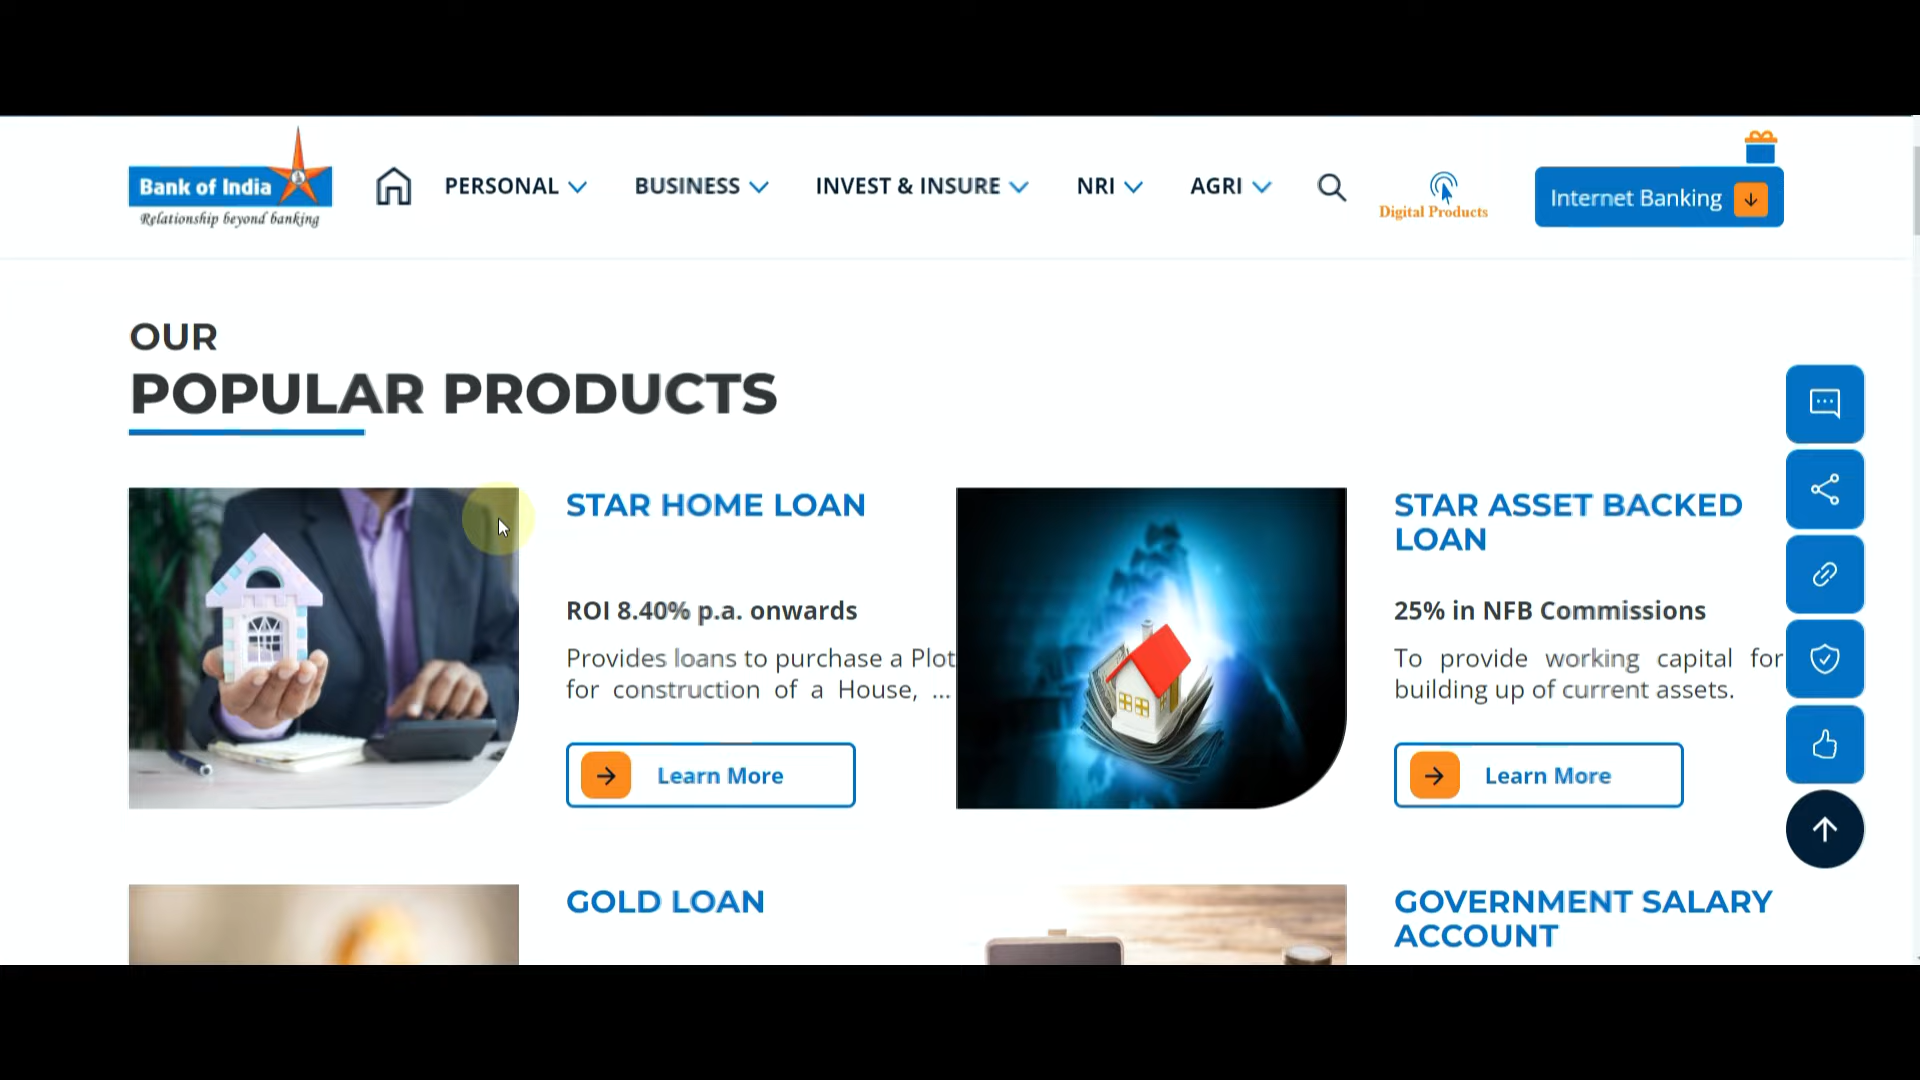 Bank of India
Relationship beyond banking
PERSONAL
BUSINESS
INVEST & INSURE
NRI
AGRI
Digital Products
Internet Banking
OUR
POPULAR PRODUCTS
STAR HOME LOAN
ROI 8.40% p.a. onwards
Provides loans to purchase a Plot
for construction of a House, ...
Learn More
STAR ASSET BACKED
LOAN
25% in NFB Commissions
To provide working capital for
building up of current assets.
Learn More
GOLD LOAN
GOVERNMENT SALARY
ACCOUNT